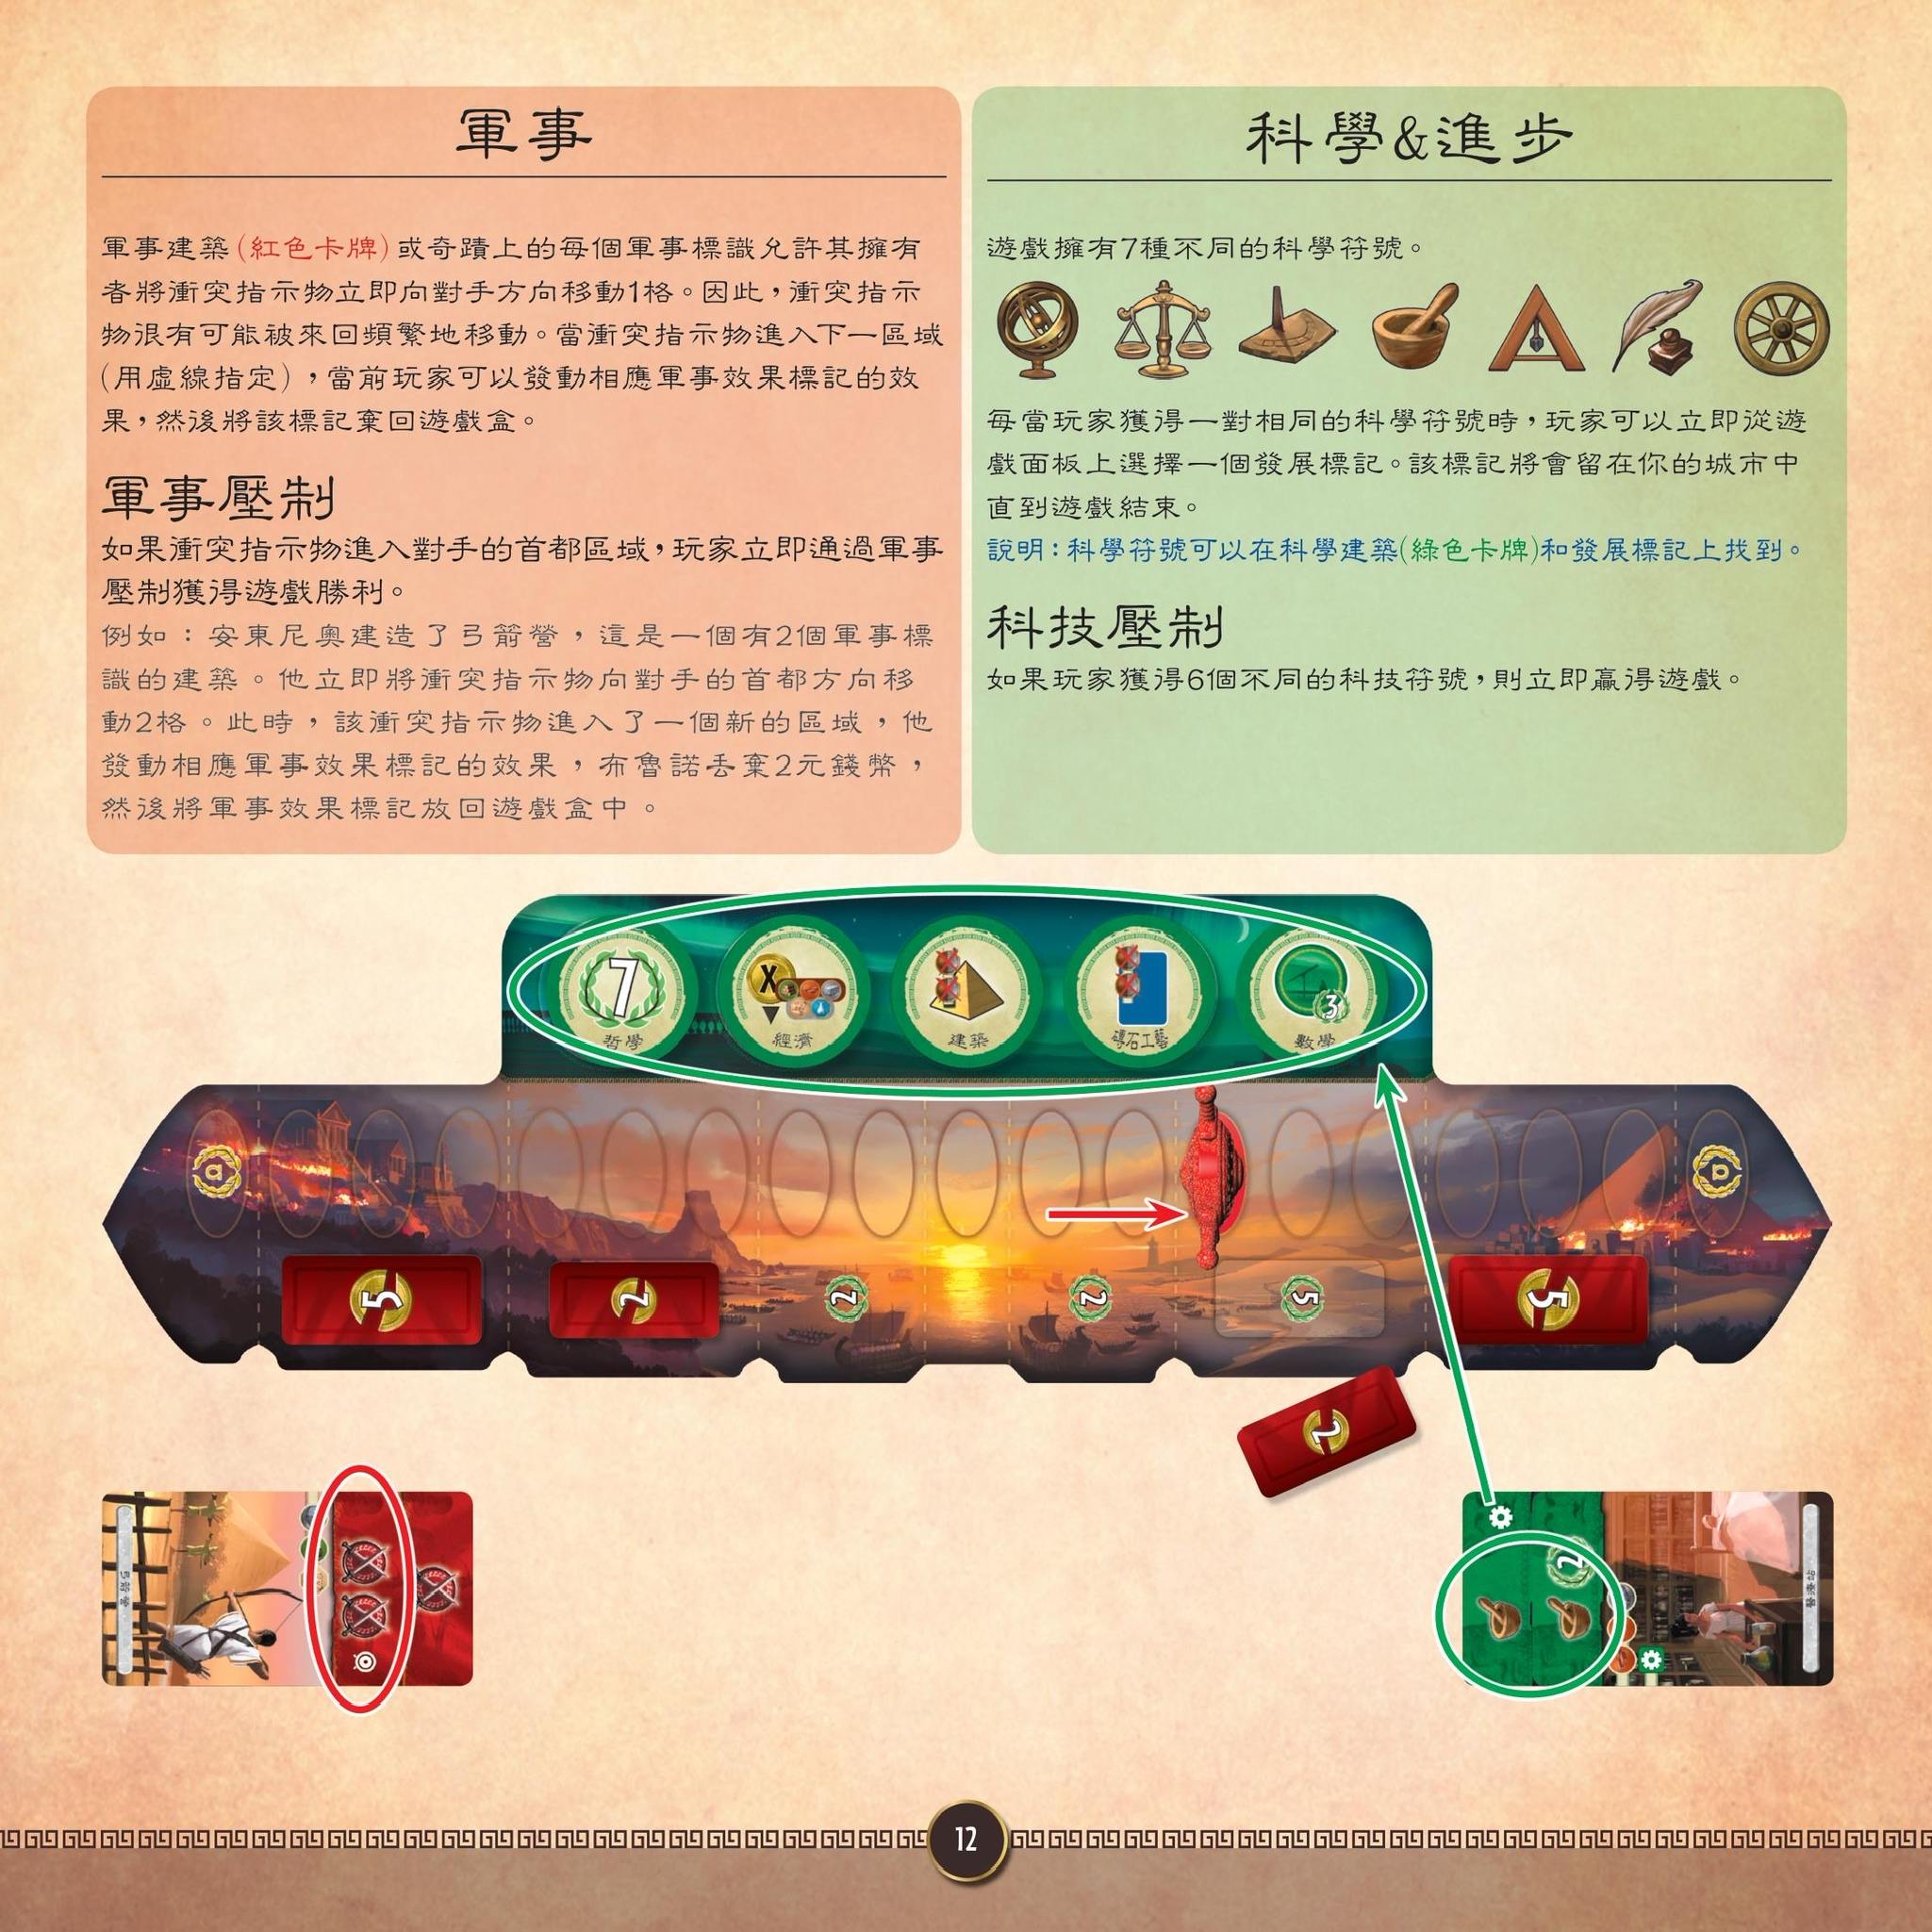 軍事
軍事建築(紅色卡牌)或奇蹟上的每個軍事標識允許其擁有
者將衝突指示物立即向對手方向移動1格。因此，衝突指示
物很有可能被來回頻繁地移動。當衝突指示物進入下一區域
(用虛線指定)，當前玩家可以發動相應軍事效果標記的效
果，然後將該標記棄回遊戲盒。
軍事壓制
如果衝突指示物進入對手的首都區域，玩家立即通過軍事
壓制獲得遊戲勝利。
例如：安東尼奧建造了弓箭營，這是一個有2個軍事標
識的建築。他立即將衝突指示物向對手的首都方向移
動2格。此時，該衝突指示物進入了一個新的區域，他
發動相應軍事效果標記的效果，布魯諾丟棄2元錢幣，
然後將軍事效果標記放回遊戲盒中。
科學&進步
遊戲擁有7種不同的科學符號。
每當玩家獲得一對相同的科學符號時，玩家可以立即從遊
戲面板上選擇一個發展標記。該標記將會留在你的城市中
直到遊戲結束。
說明：科學符號可以在科學建築(綠色卡牌)和發展標記上找到。
科技壓制
如果玩家獲得6個不同的科技符號，則立即贏得遊戲。
7
X
3
哲學
經濟
建築
磚石工藝
數學
5
2
2
2
5
5
2
弓箭營
2
12